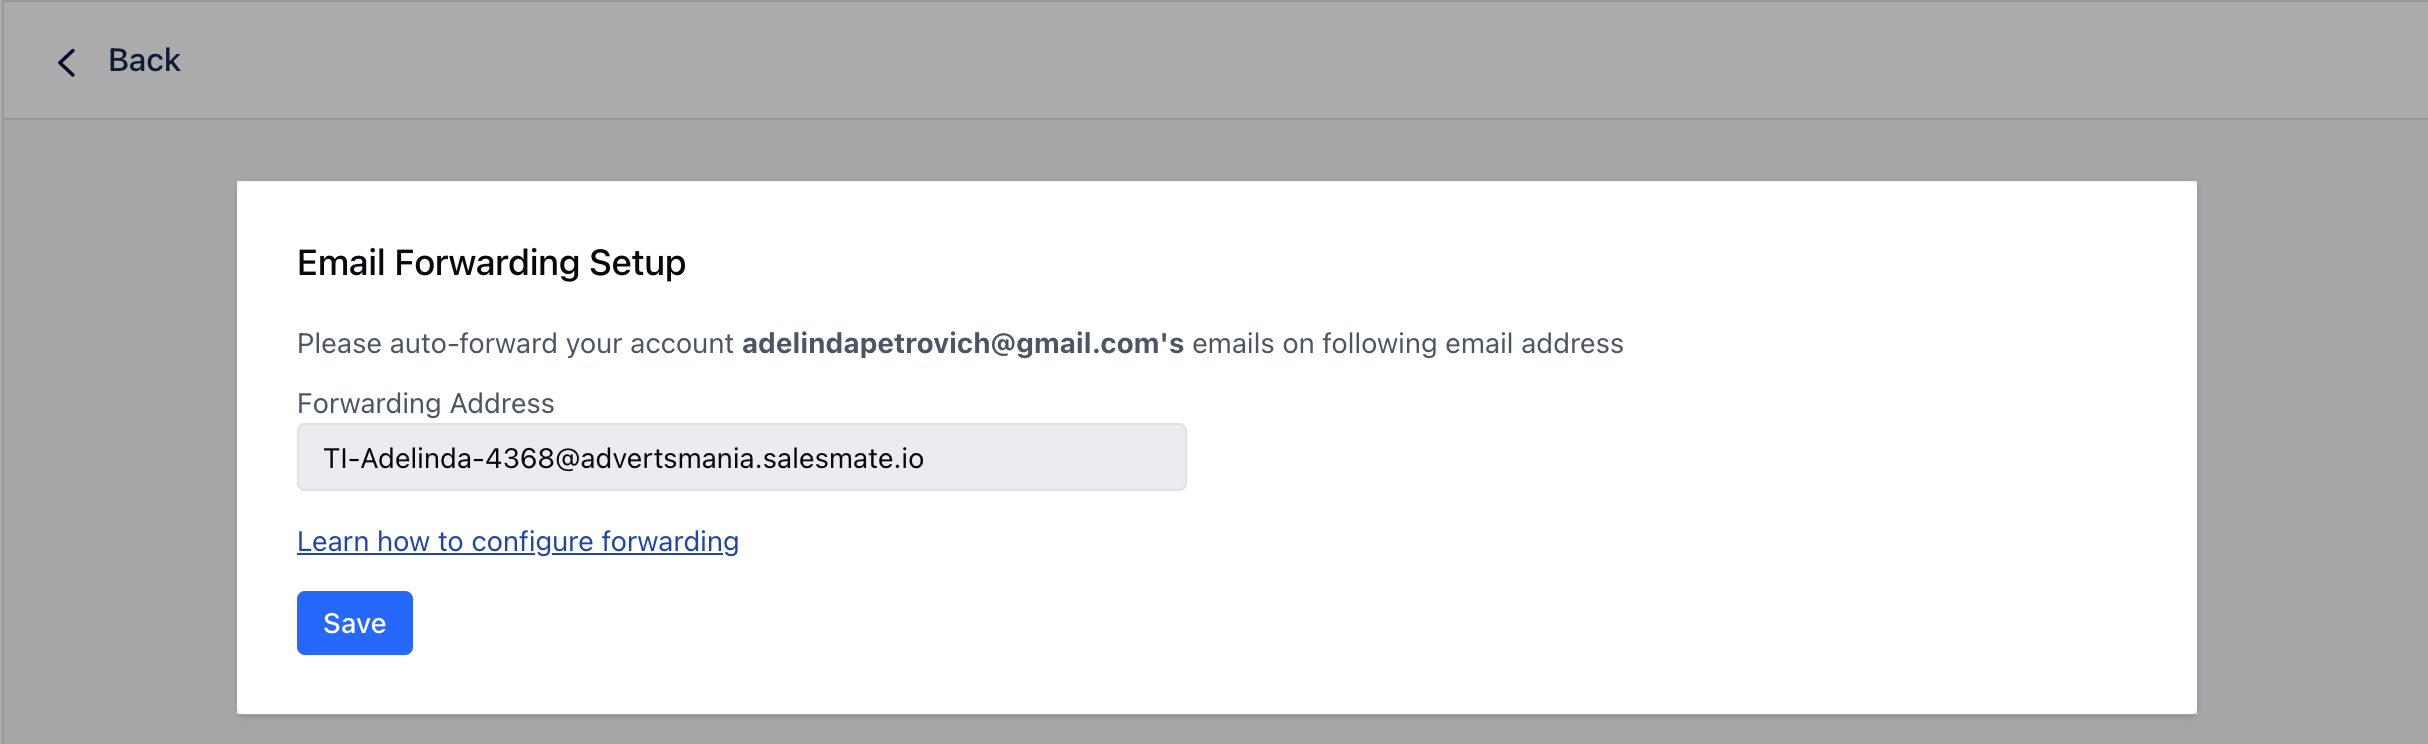 Back
Email Forwarding Setup
Please auto-forward your account adelindapetrovich@gmail.com's emails on following email address
Forwarding Address
TI-Adelinda-4368@advertsmania.salesmate.io
Learn how to configure forwarding
Save